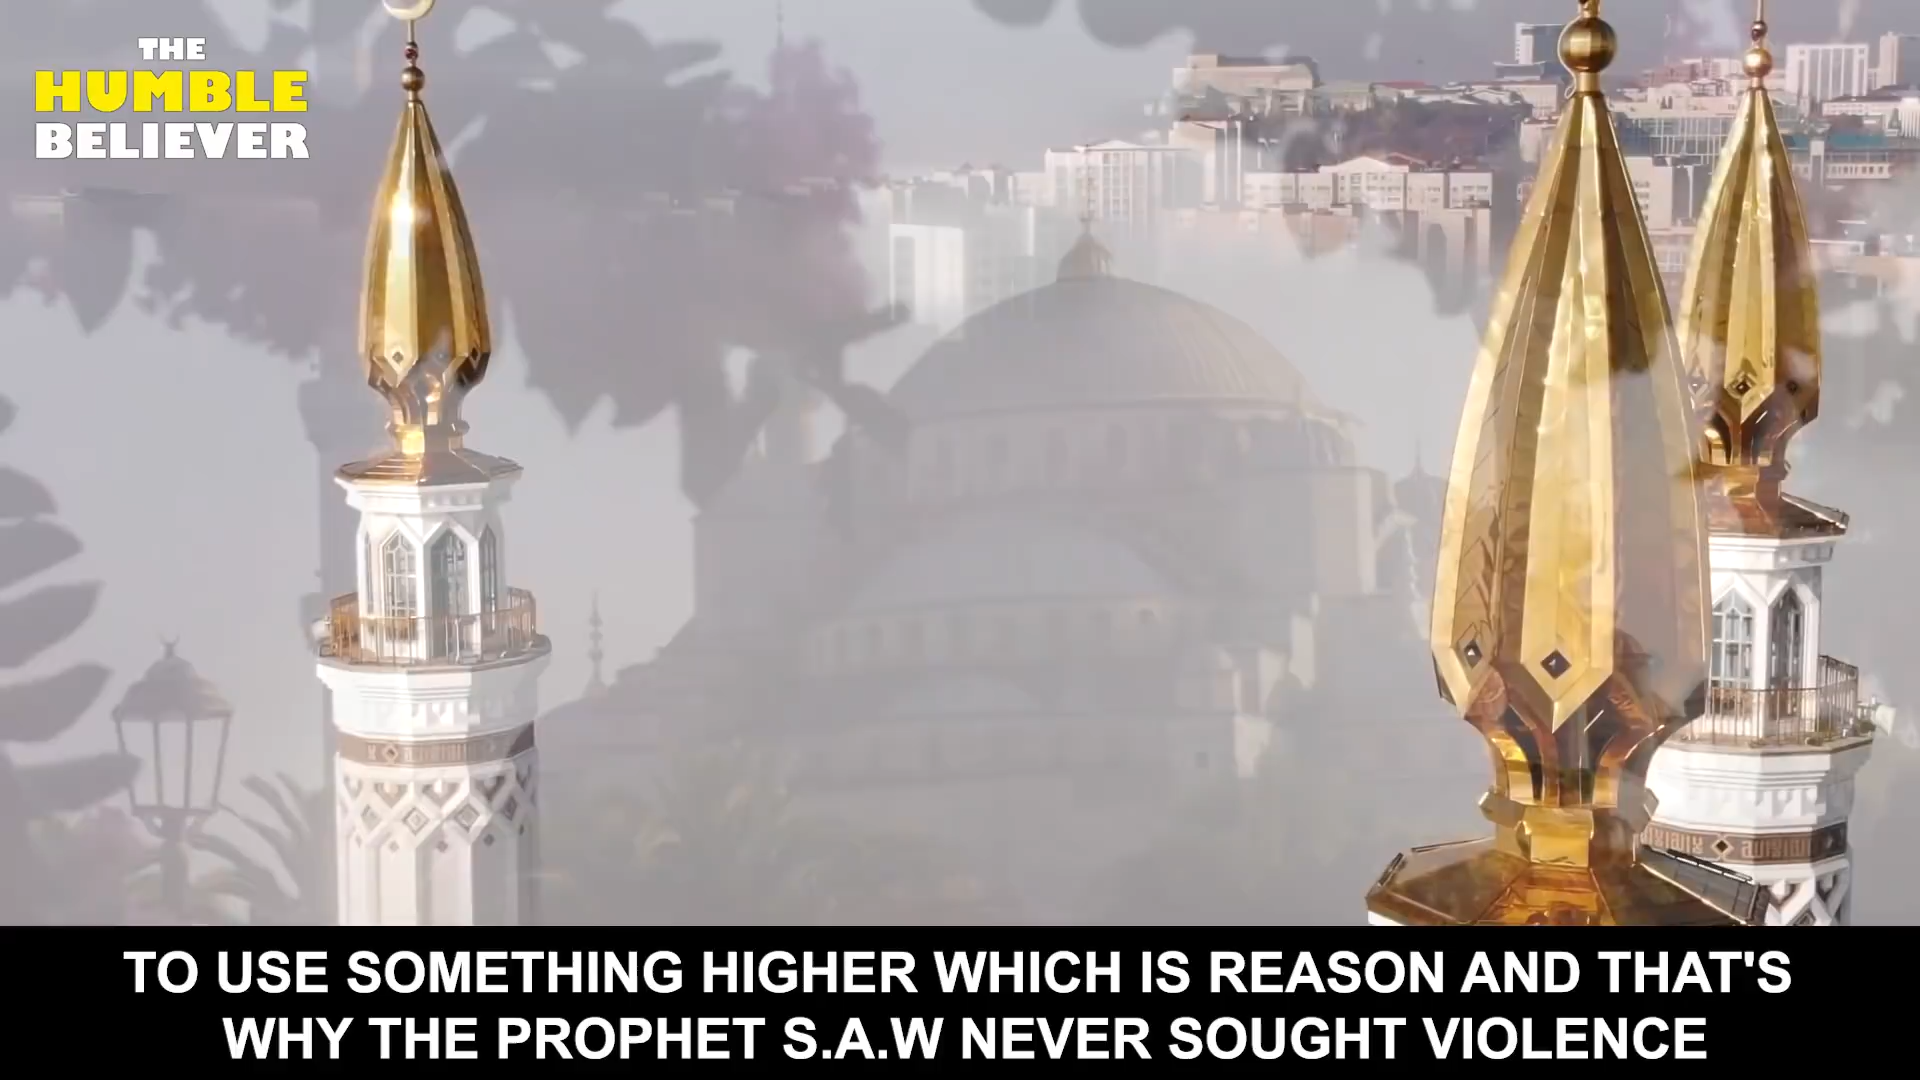 THE
HUMBLE
BELIEVER
TO USE SOMETHING HIGHER WHICH IS REASON AND THAT'S
WHY THE PROPHET S.A.W NEVER SOUGHT VIOLENCE